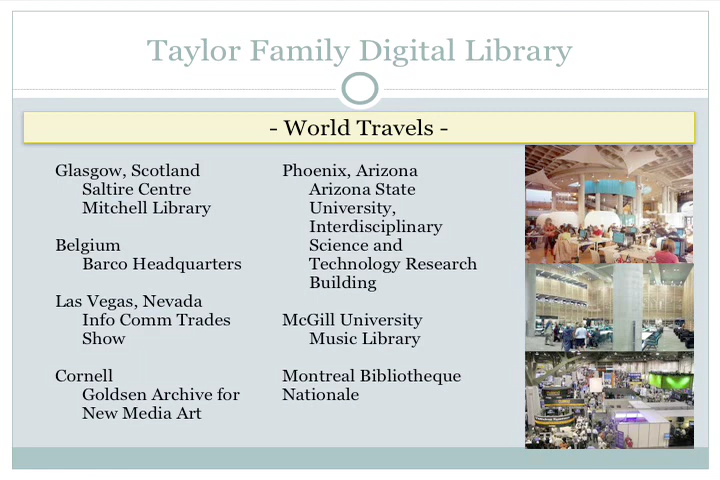 Taylor Family Digital Library
- World Travels -
Glasgow, Scotland
Saltire Centre
Mitchell Library
Belgium
Barco Headquarters
Las Vegas, Nevada
Info Comm Trades
Show
Cornell
Goldsen Archive for
New Media Art
Phoenix, Arizona
Arizona State
University,
Interdisciplinary
Science and
Technology Research
Building
McGill University
Music Library
Montreal Bibliotheque
Nationale